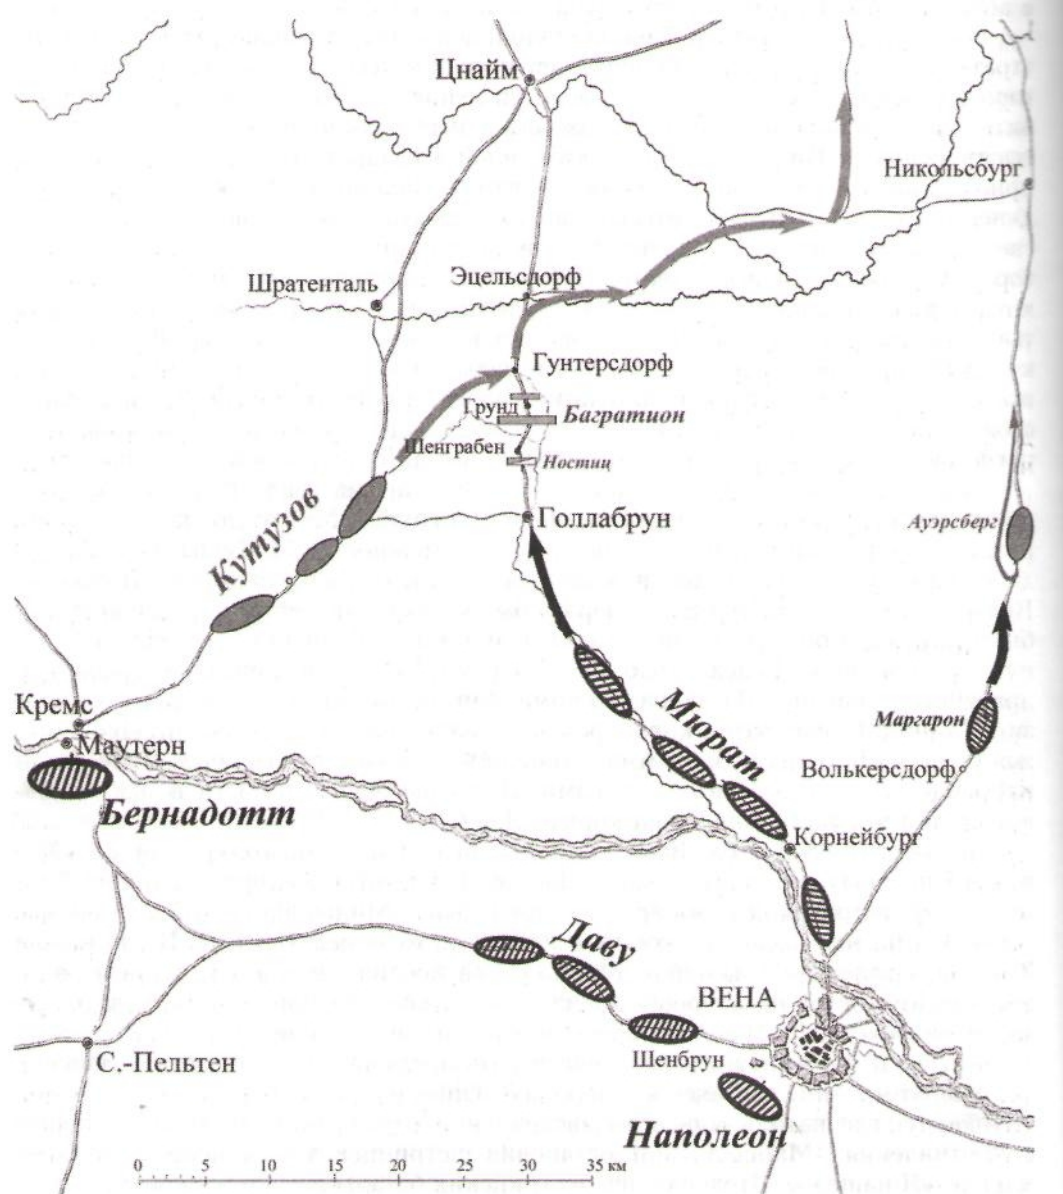 Цнайм
Никольсбург
Шратенталь
Эцельсдорф
Гунтерсдорф
Грунд
Багратион
Шенграбен
Ностиц
Голлабрун
Ауэрсберг
Кутузов
Кремс
Маутерн
Бернадотт
Мюрат
Маргарон
Волькерсдорф
Корнейбург
Даву
ВЕНА
Шенбрун
С.-Пельтен
Наполеон
0 5 10 15 20 25 30 35 км